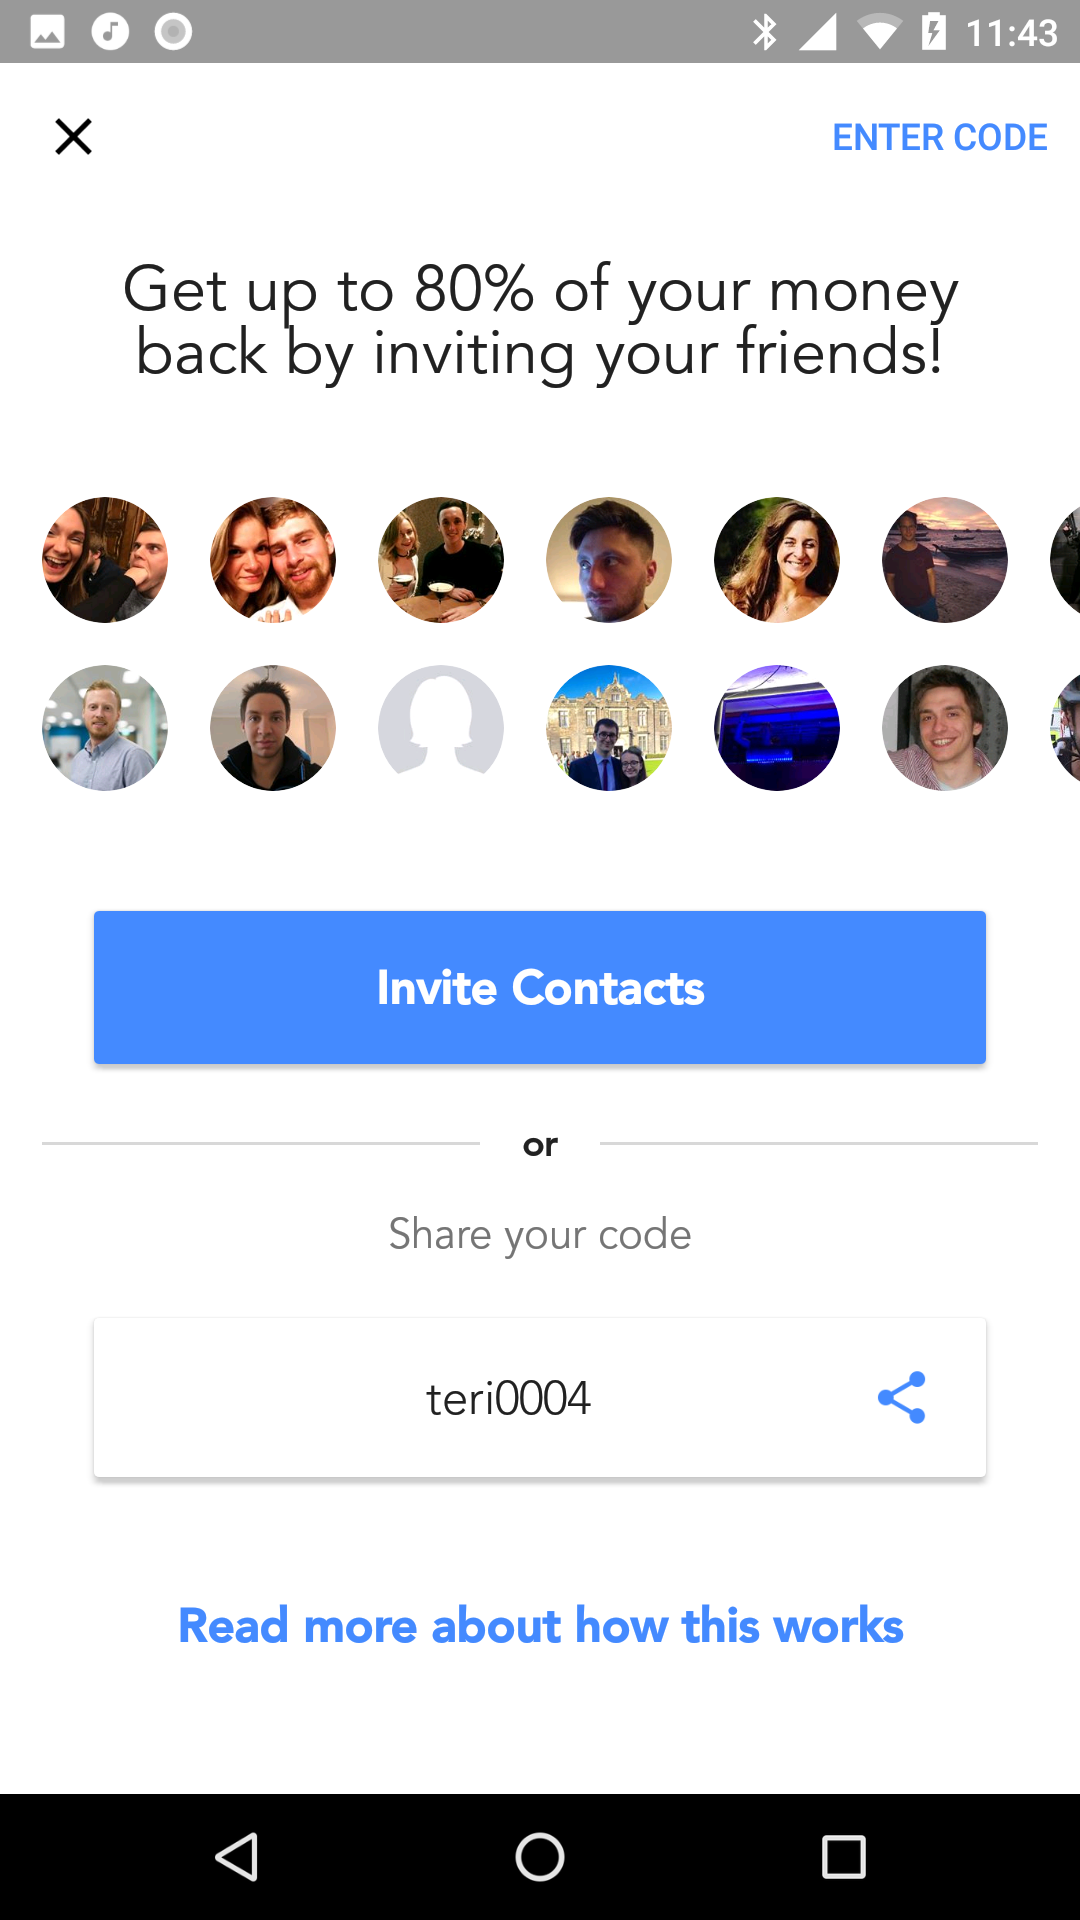 11:43
ENTER CODE
Get up to 80% of your money
back by inviting your friends!
Invite Contacts
or
Share your code
teri0004
Read more about how this works